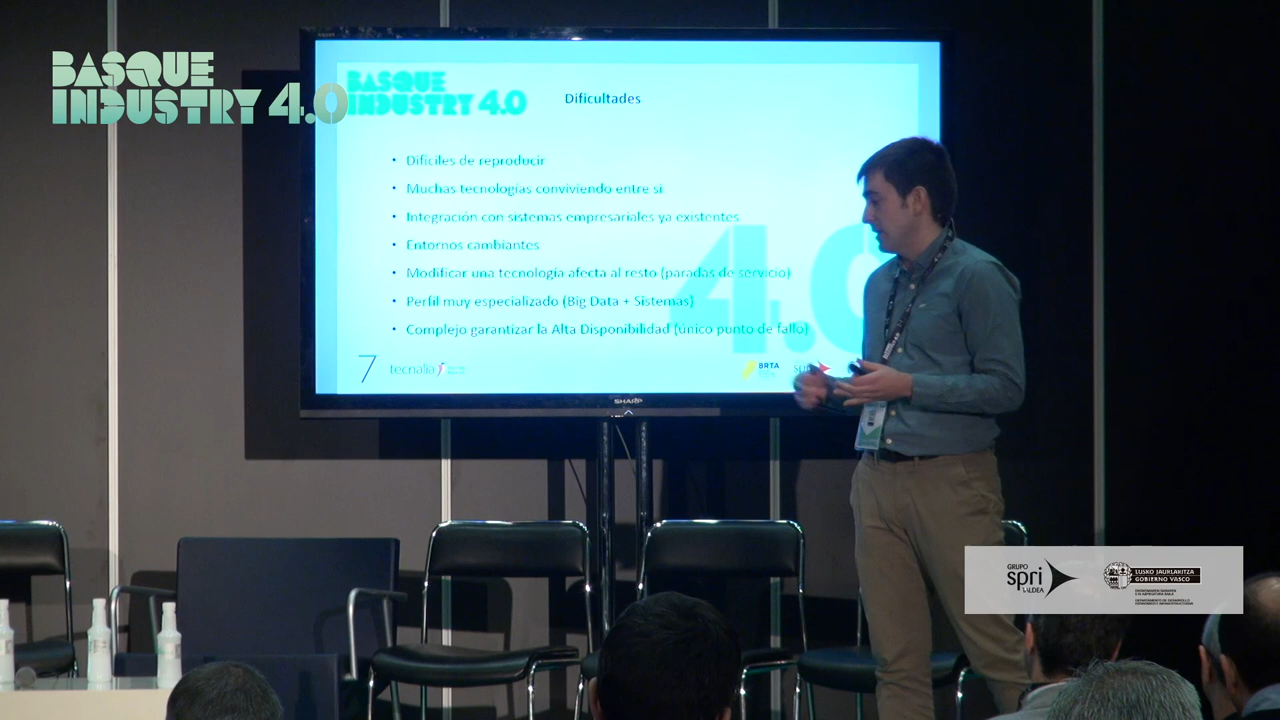 BASQUE
INDUSTRY 4.0
BASQUE
INDUSTRY 4.0
Dificultades
• Difíciles de reproducir
• Muchas tecnologías conviviendo entre sí
• Integración con sistemas empresariales ya existentes
• Entornos cambiantes
• Modificar una tecnología afecta al resto (paradas de servicio)
• Perfil muy especializado (Big Data + Sistemas)
• Complejo garantizar la Alta Disponibilidad (único punto de fallo)
4.0
7
tecnalia
BRTA
SHARP
GRUPO
spri
TALDEA
EUSKO JAURLARITZA
GOBIERNO VASCO